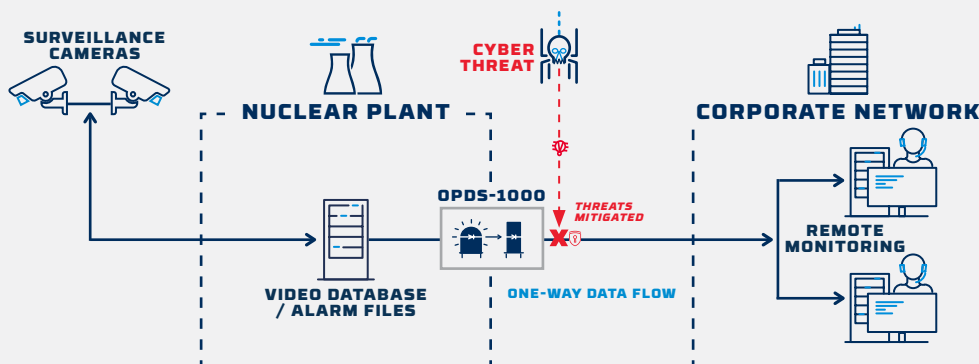 SURVEILLANCE
CAMERAS
NUCLEAR PLANT
CYBER
THREAT
CORPORATE NETWORK
OPDS-1000
THREATS
MITIGATED
REMOTE
MONITORING
VIDEO DATABASE
/ ALARM FILES
ONE-WAY DATA FLOW